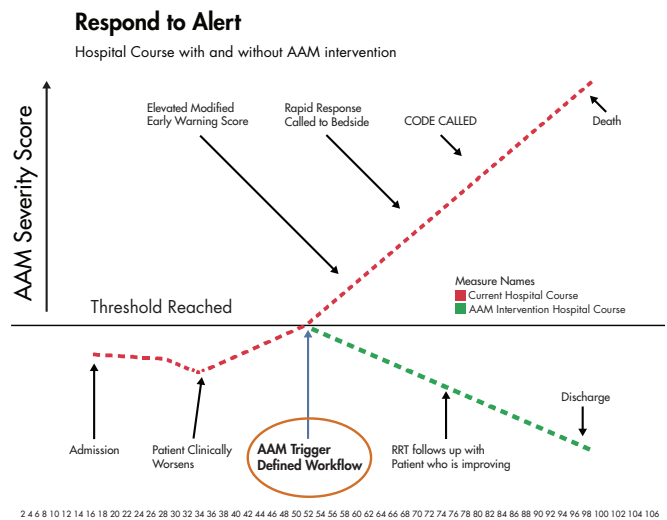 Respond to Alert
Hospital Course with and without AAM intervention
AAM Severity Score
Elevated Modified
Early Warning Score
Rapid Response
Called to Bedside
CODE CALLED
Death
Measure Names
Current Hospital Course
AAM Intervention Hospital Course
Threshold Reached
Admission
Patient Clinically
Worsens
AAM Trigger
Defined Workflow
RRT follows up with
Patient who is improving
Discharge
2 4 6 8 10 12 14 16 18 20 22 24 26 28 30 32 34 36 38 40 42 44 46 48 50 52 54 56 58 60 62 64 66 68 70 72 74 76 78 80 82 84 86 88 90 92 94 96 98 100 102 104 106